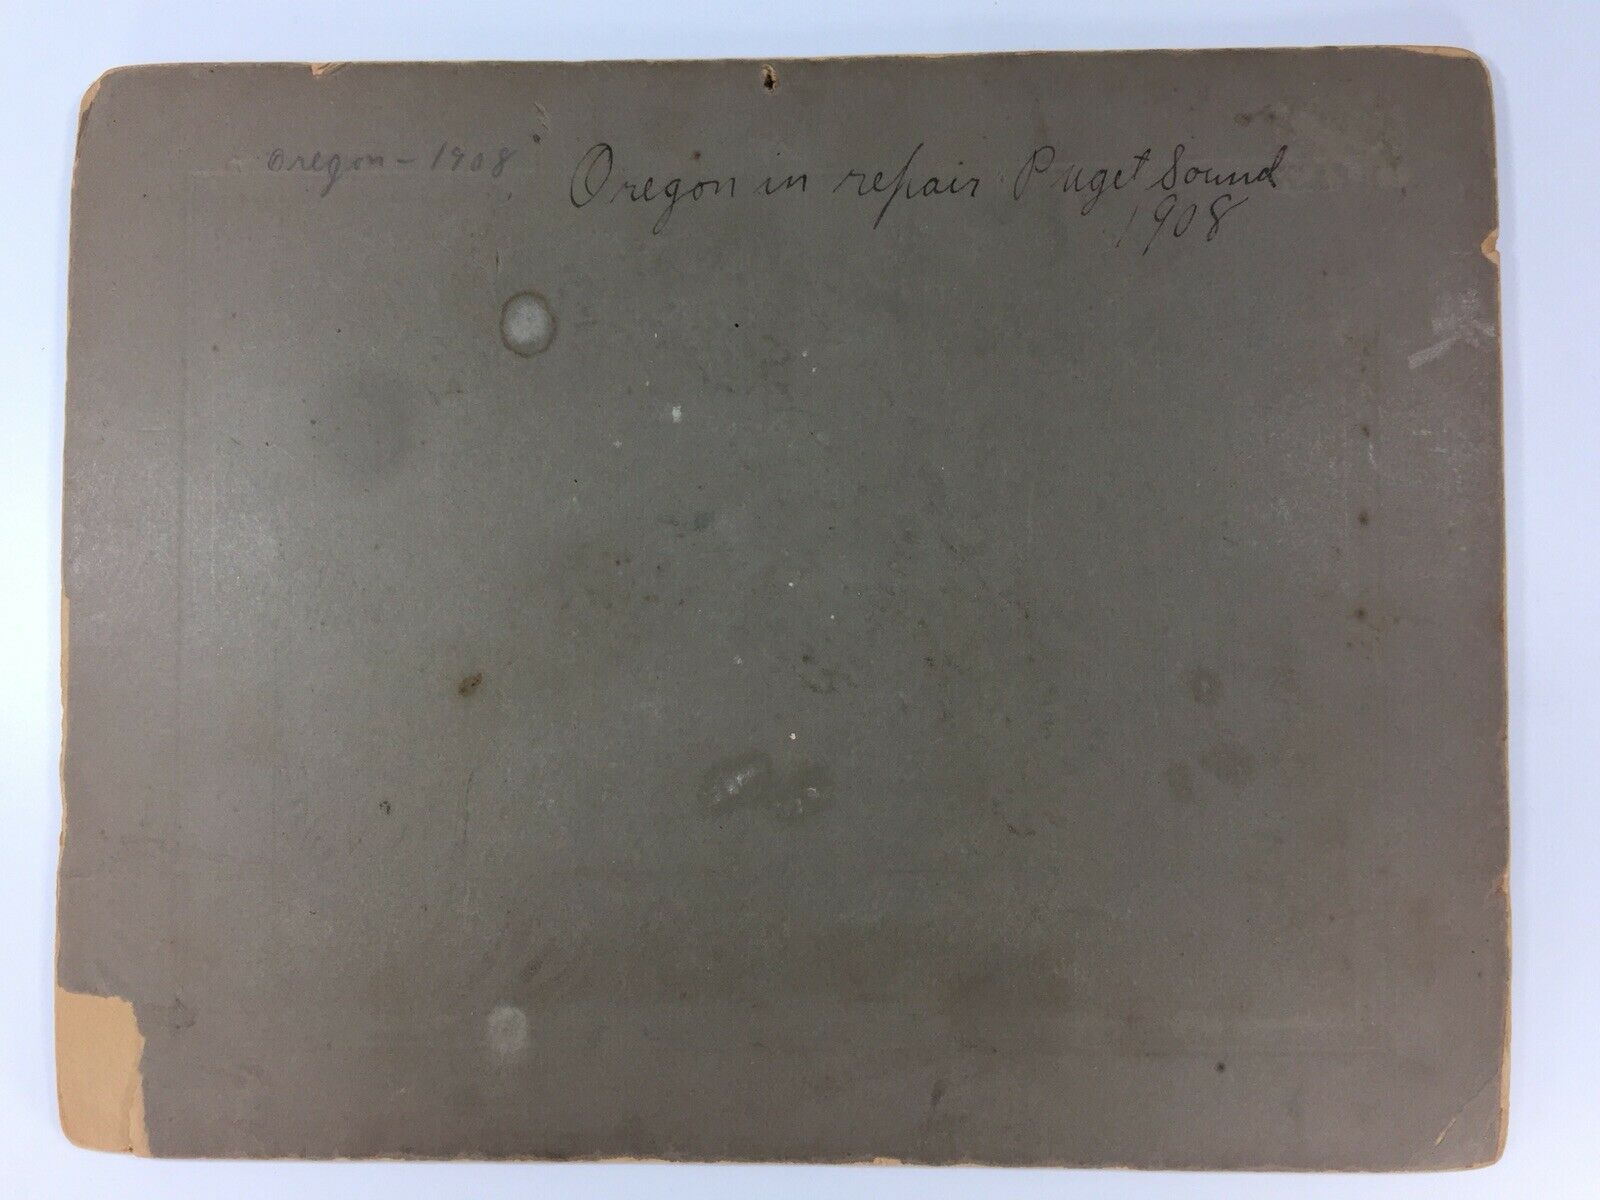 Oregon - 1908
Oregon in repair Puget Sound
1908